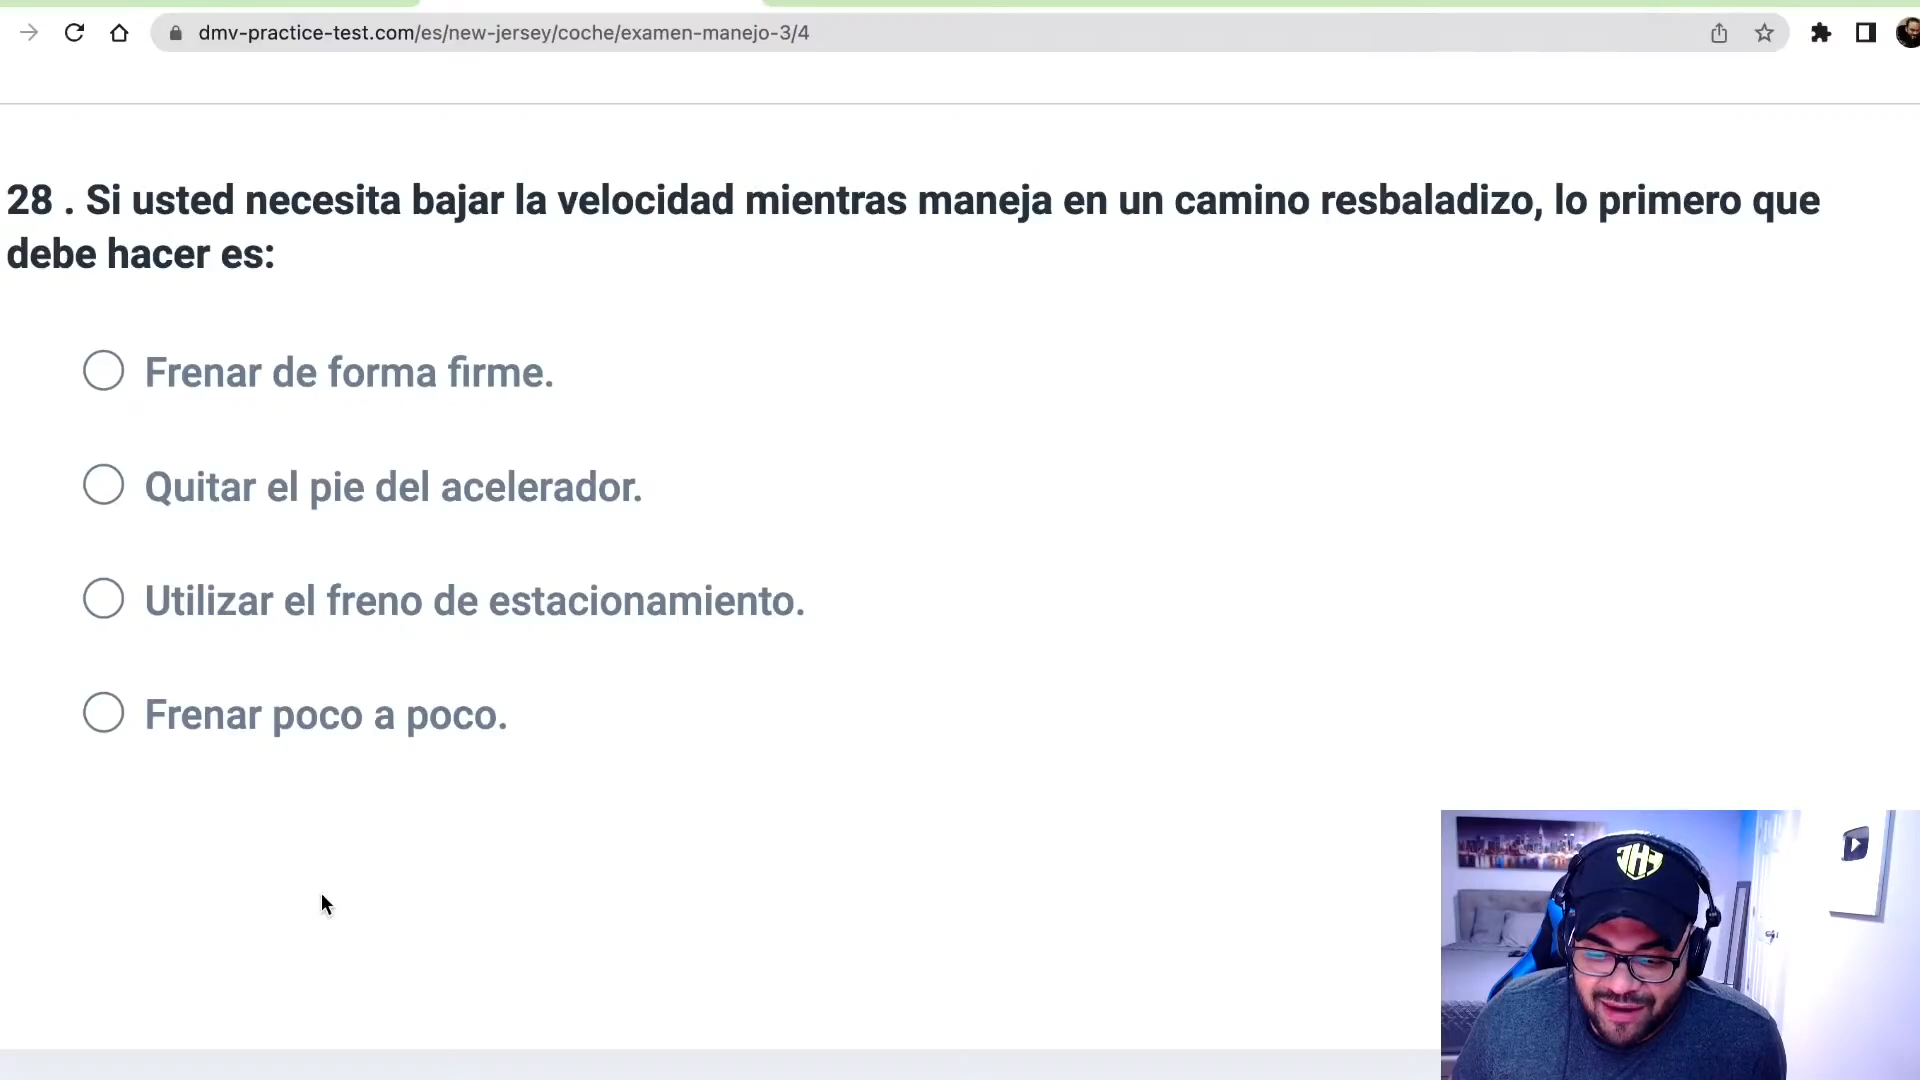 dmv-practice-test.com/es/new-jersey/coche/examen-manejo-3/4
28 . Si usted necesita bajar la velocidad mientras maneja en un camino resbaladizo, lo primero que
debe hacer es:
Frenar de forma firme.
Quitar el pie del acelerador.
Utilizar el freno de estacionamiento.
Frenar poco a poco.